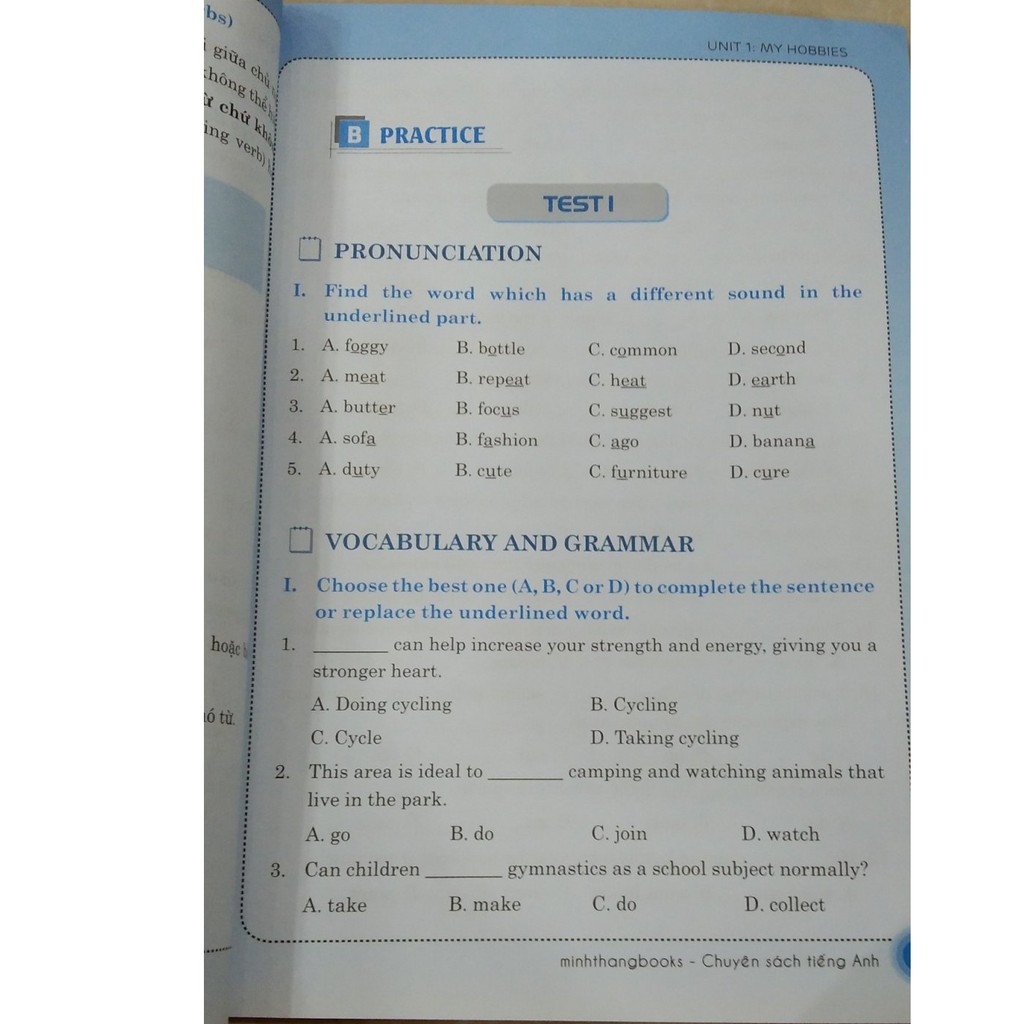 bs)
giữa chủ
không thể
chứ
ing verb)
hoặc
từ.
UNIT 1: MY HOBBIES
B PRACTICE
TEST 1
PRONUNCIATION
I. Find the word which has a different sound in the
underlined part.
1. A. foggy B. bottle C. common D. second
2. A. meat B. repeat C. heat D. earth
3. A. butter B. focus C. suggest D. nut
4. A. sofa B. fashion C. ago D. banana
5. A. duty B. cute C. furniture D. cure
VOCABULARY AND GRAMMAR
I. Choose the best one (A, B, C or D) to complete the sentence
or replace the underlined word.
1. ________ can help increase your strength and energy, giving you a
stronger heart.
A. Doing cycling B. Cycling
C. Cycle D. Taking cycling
2. This area is ideal to ________ camping and watching animals that
live in the park.
A. go B. do C. join D. watch
3. Can children ________ gymnastics as a school subject normally?
A. take B. make C. do D. collect
minhthangbooks - Chuyên sách tiếng Anh